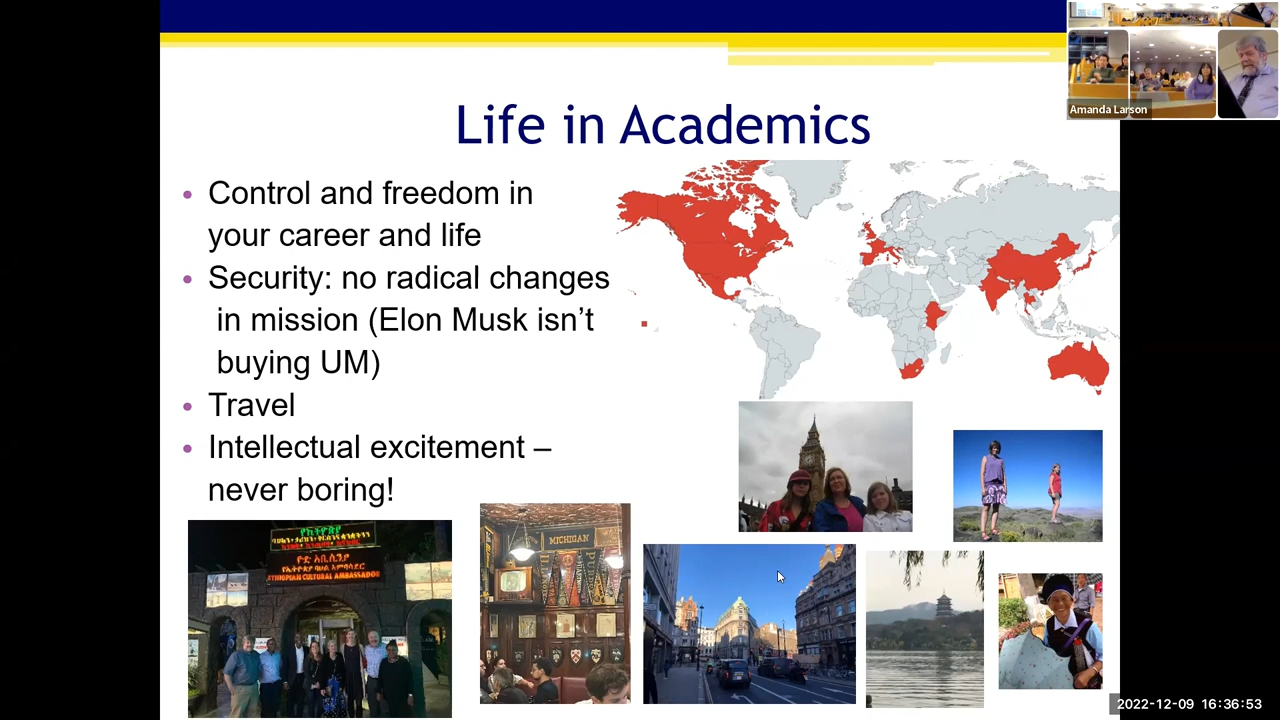 Amanda Larson
Life in Academics
• Control and freedom in
your career and life
• Security: no radical changes
in mission (Elon Musk isn’t
buying UM)
• Travel
• Intellectual excitement –
never boring!
MICHIGAN
ዮድ አቢሲንያ
ETHIOPIAN CULTURAL AMBASSADOR
2022-12-09 16:36:53